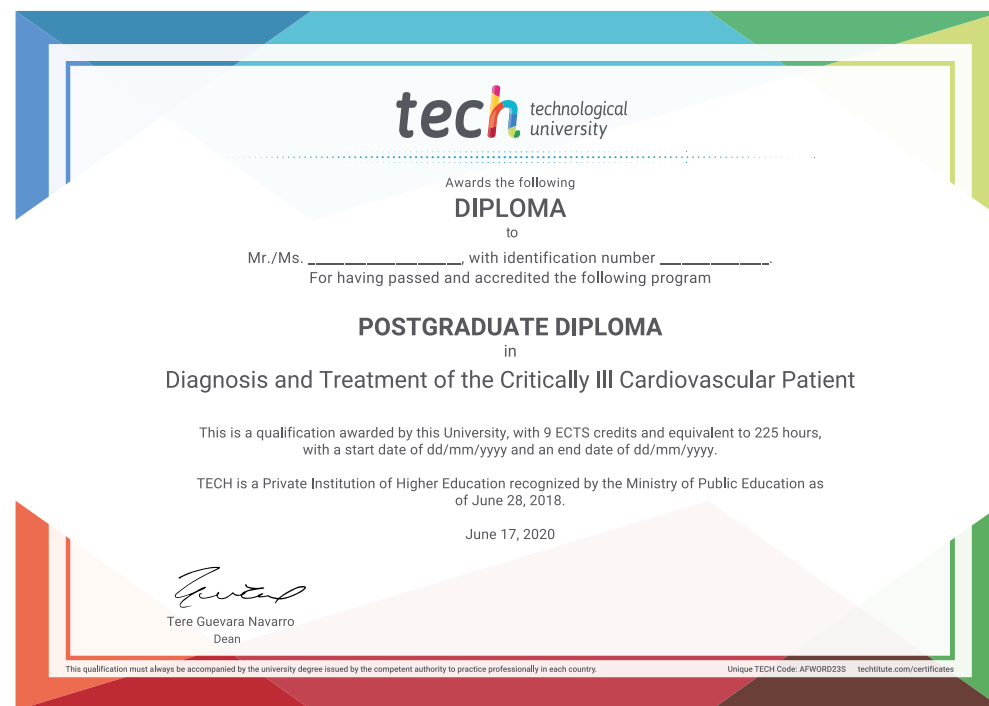 tech technological
university
Awards the following
DIPLOMA
to
Mr./Ms. ____________________, with identification number ______________.
For having passed and accredited the following program
POSTGRADUATE DIPLOMA
in
Diagnosis and Treatment of the Critically Ill Cardiovascular Patient
This is a qualification awarded by this University, with 9 ECTS credits and equivalent to 225 hours,
with a start date of dd/mm/yyyy and an end date of dd/mm/yyyy.
TECH is a Private Institution of Higher Education recognized by the Ministry of Public Education as
of June 28, 2018.
June 17, 2020
Tere Guevara Navarro
Dean
This qualification must always be accompanied by the university degree issued by the competent authority to practice professionally in each country.
Unique TECH Code: AFWORD23S techtitute.com/certificates